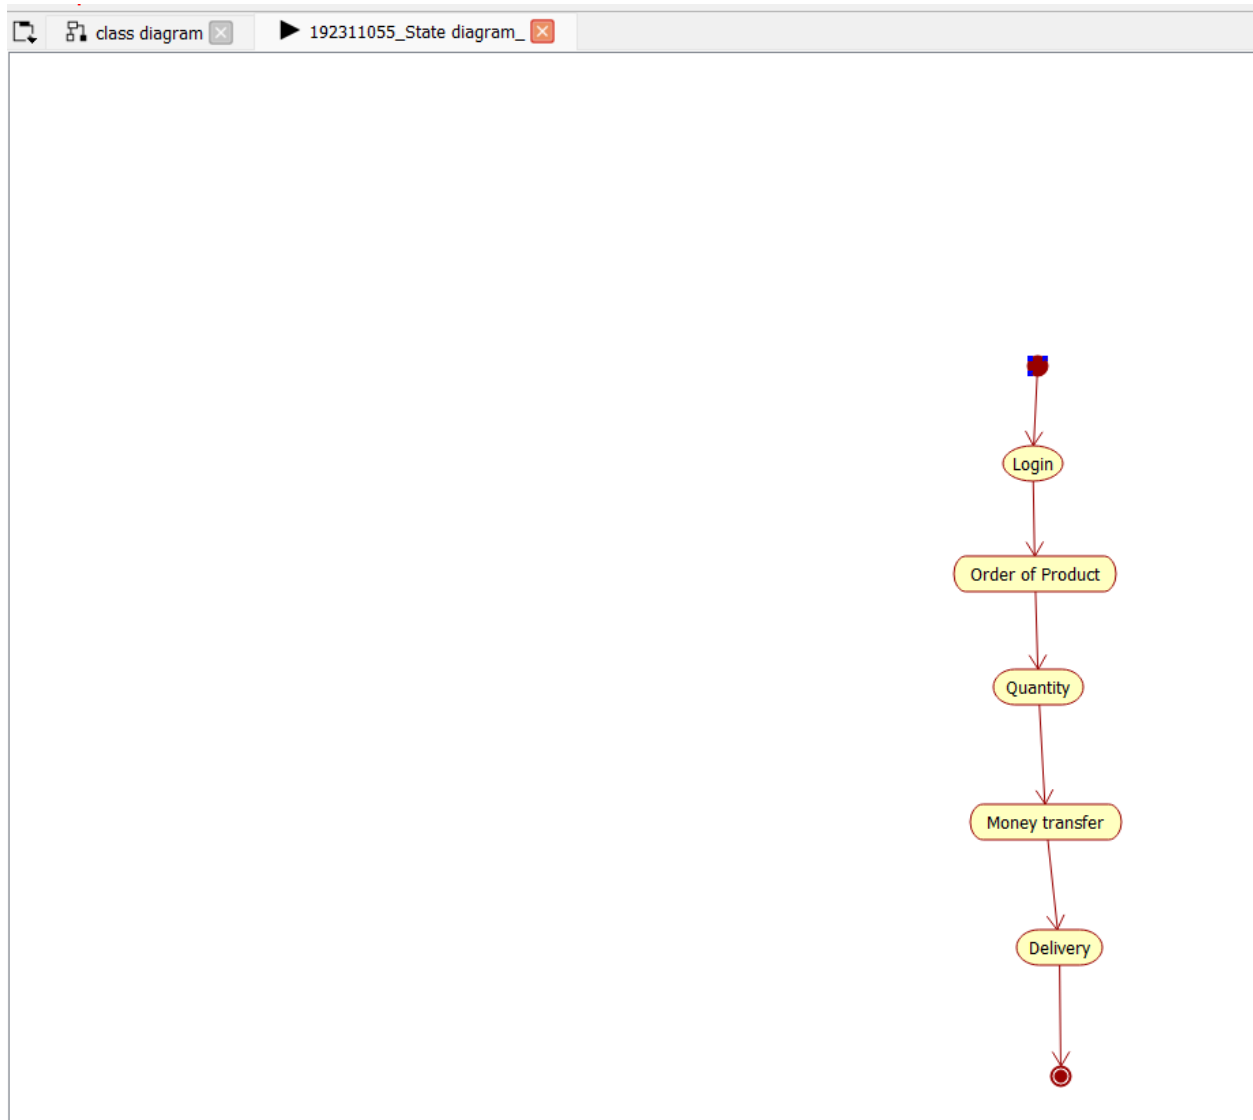 class diagram
192311055_State diagram_
Login
Order of Product
Quantity
Money transfer
Delivery